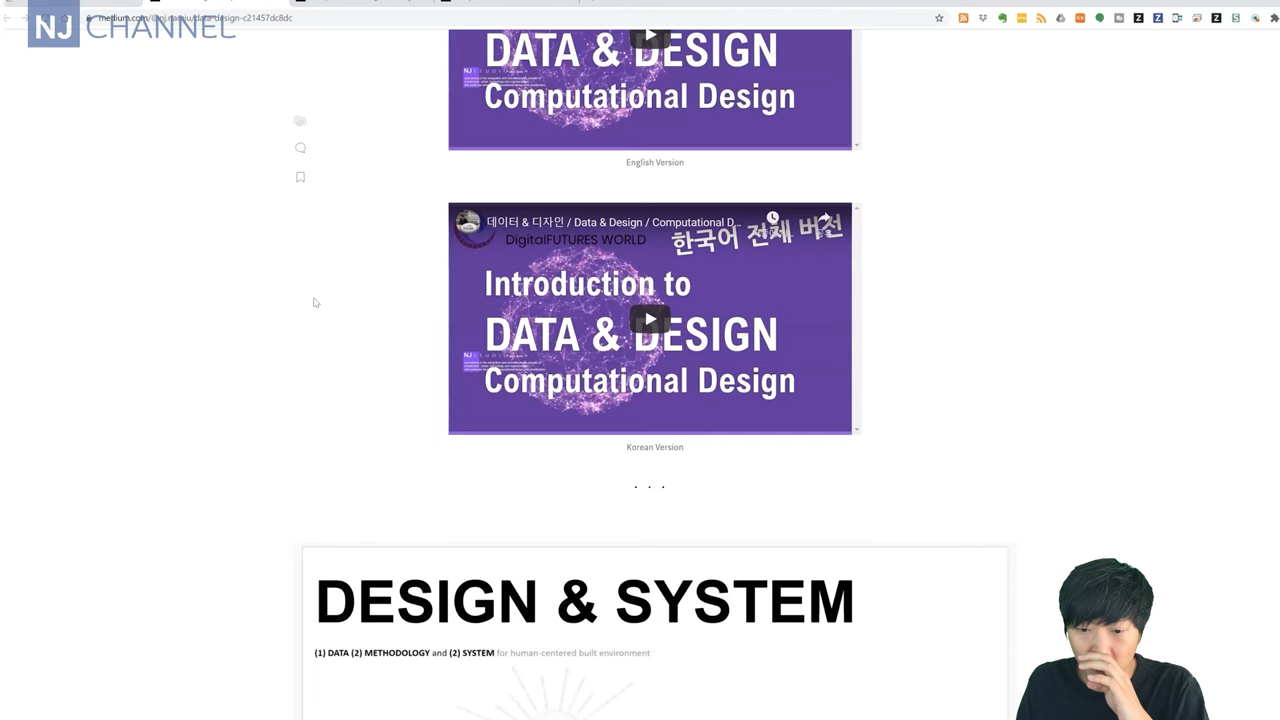 NJ CHANNEL
medium.com/@nj.namju/data-design-c21457dc8dc
DATA & DESIGN
Computational Design
English Version
데이터 & 디자인 / Data & Design / Computational D...
DigitalFUTURES WORLD
한국어 전체 버전
Introduction to
DATA & DESIGN
Computational Design
Korean Version
. . .
DESIGN & SYSTEM
(1) DATA (2) METHODOLOGY and (2) SYSTEM for human-centered built environment